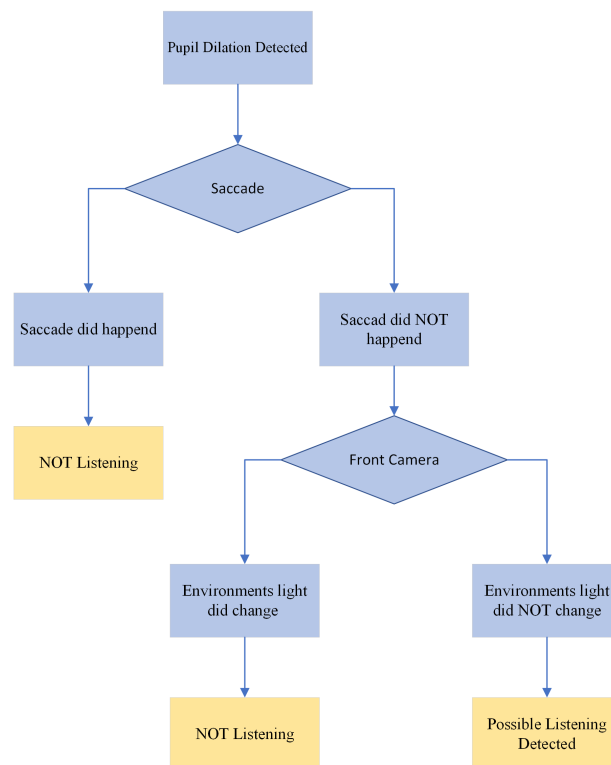 Pupil Dilation Detected
Saccade
Saccade did happend
Saccad did NOT
happend
NOT Listening
Front Camera
Environments light
did change
Environments light
did NOT change
NOT Listening
Possible Listening
Detected